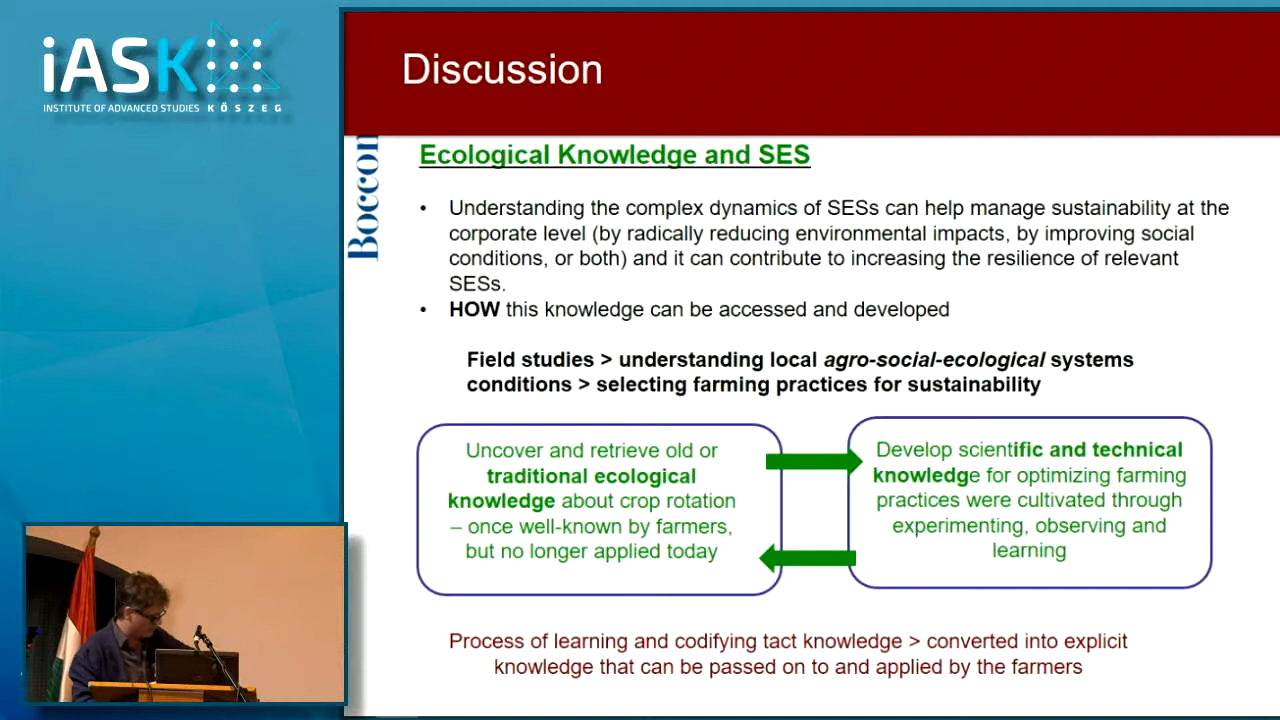 iASK
INSTITUTE OF ADVANCED STUDIES KŐSZEG
Discussion
Boccon
Ecological Knowledge and SES
• Understanding the complex dynamics of SESs can help manage sustainability at the
corporate level (by radically reducing environmental impacts, by improving social
conditions, or both) and it can contribute to increasing the resilience of relevant
SESs.
• HOW this knowledge can be accessed and developed
Field studies > understanding local agro-social-ecological systems
conditions > selecting farming practices for sustainability
Uncover and retrieve old or
traditional ecological
knowledge about crop rotation
– once well-known by farmers,
but no longer applied today
Develop scientific and technical
knowledge for optimizing farming
practices were cultivated through
experimenting, observing and
learning
Process of learning and codifying tact knowledge > converted into explicit
knowledge that can be passed on to and applied by the farmers